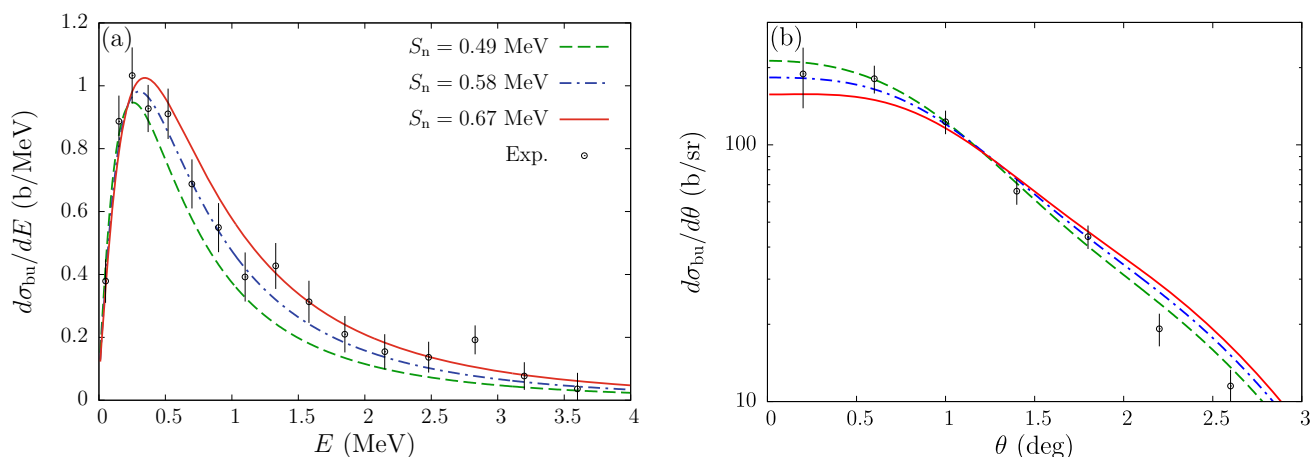 (a)
S_n = 0.49 MeV
S_n = 0.58 MeV
S_n = 0.67 MeV
Exp.
dσ_bu/dE (b/MeV)
1.2
1
0.8
0.6
0.4
0.2
0
0 0.5 1 1.5 2 2.5 3 3.5 4
E (MeV)
(b)
dσ_bu/dθ (b/sr)
100
10
0 0.5 1 1.5 2 2.5 3
θ (deg)